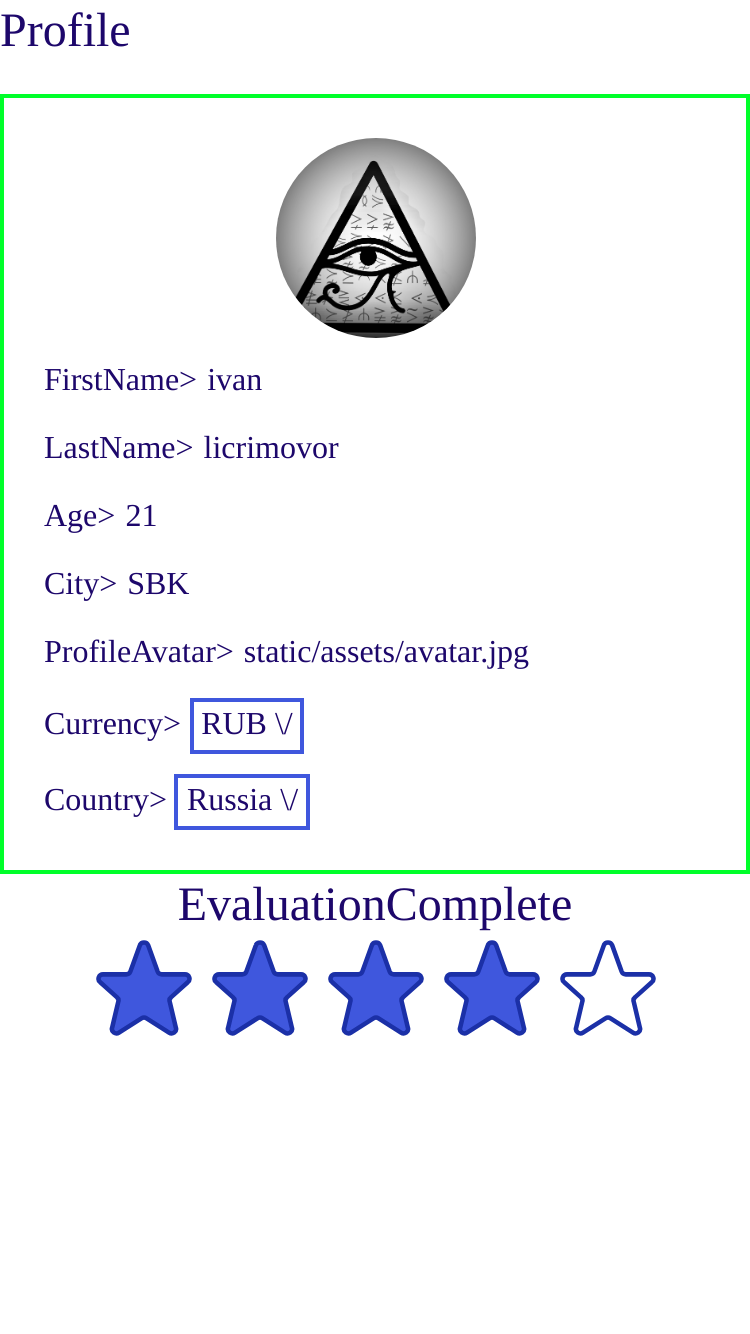 Profile
FirstName> ivan
LastName> licrimovor
Age> 21
City> SBK
ProfileAvatar> static/assets/avatar.jpg
Currency> RUB \/
Country> Russia \/
EvaluationComplete